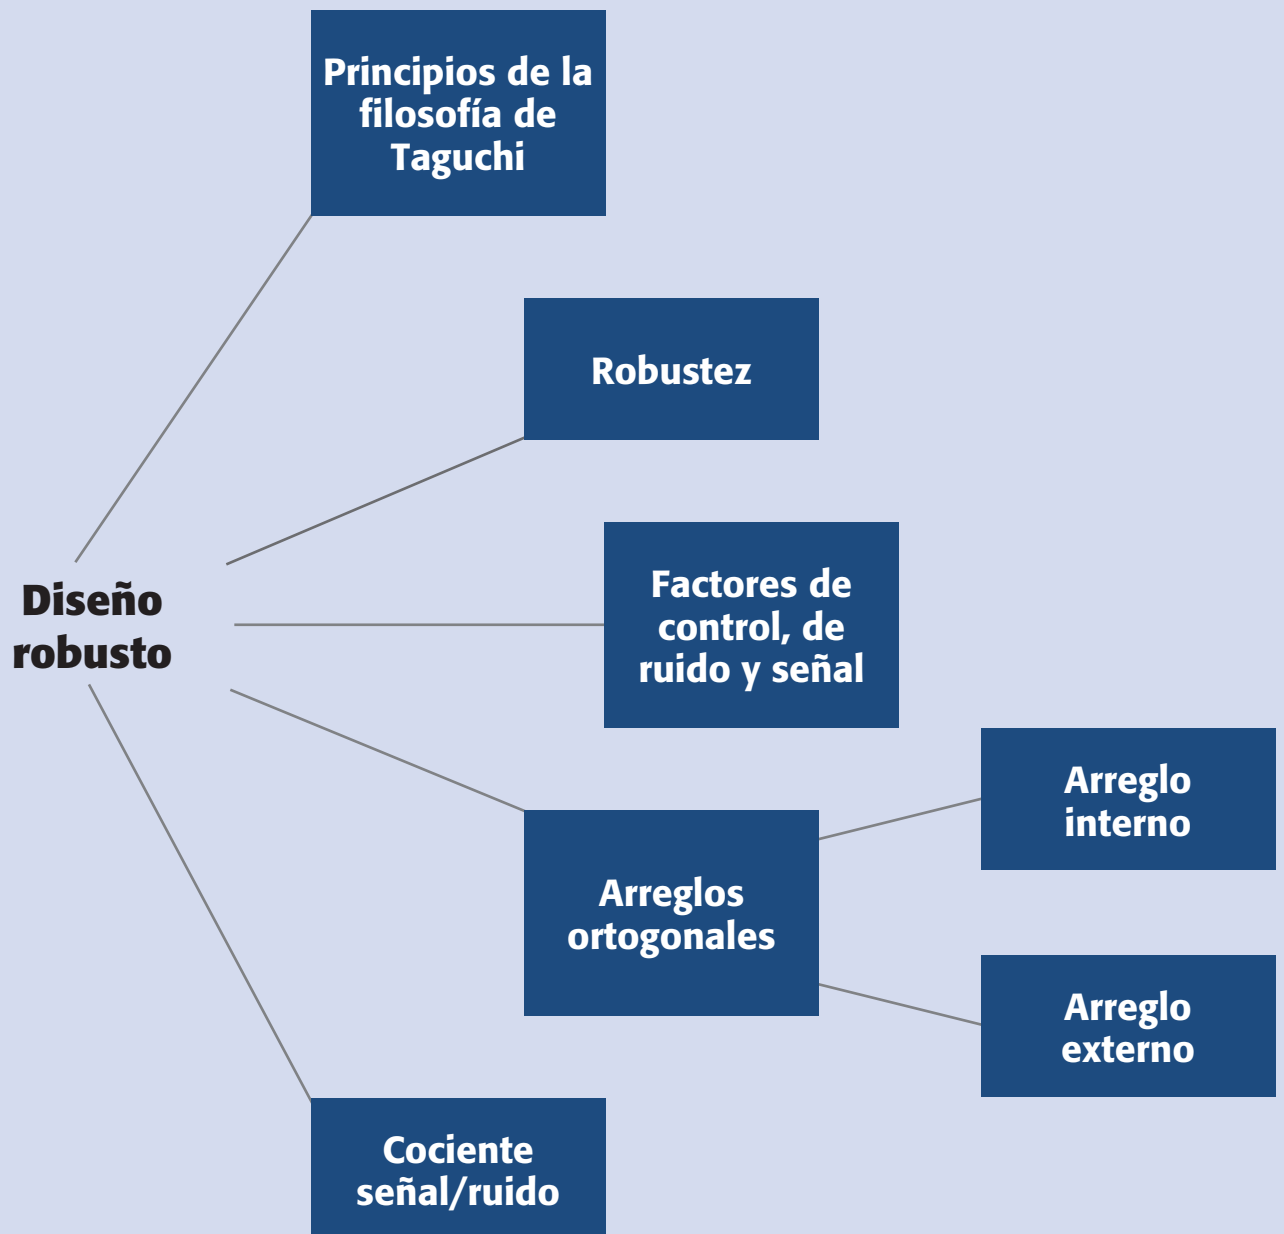 Principios de la
filosofía de
Taguchi
Robustez
Diseño
robusto
Factores de
control, de
ruido y señal
Arreglos
ortogonales
Arreglo
interno
Arreglo
externo
Cociente
señal/ruido